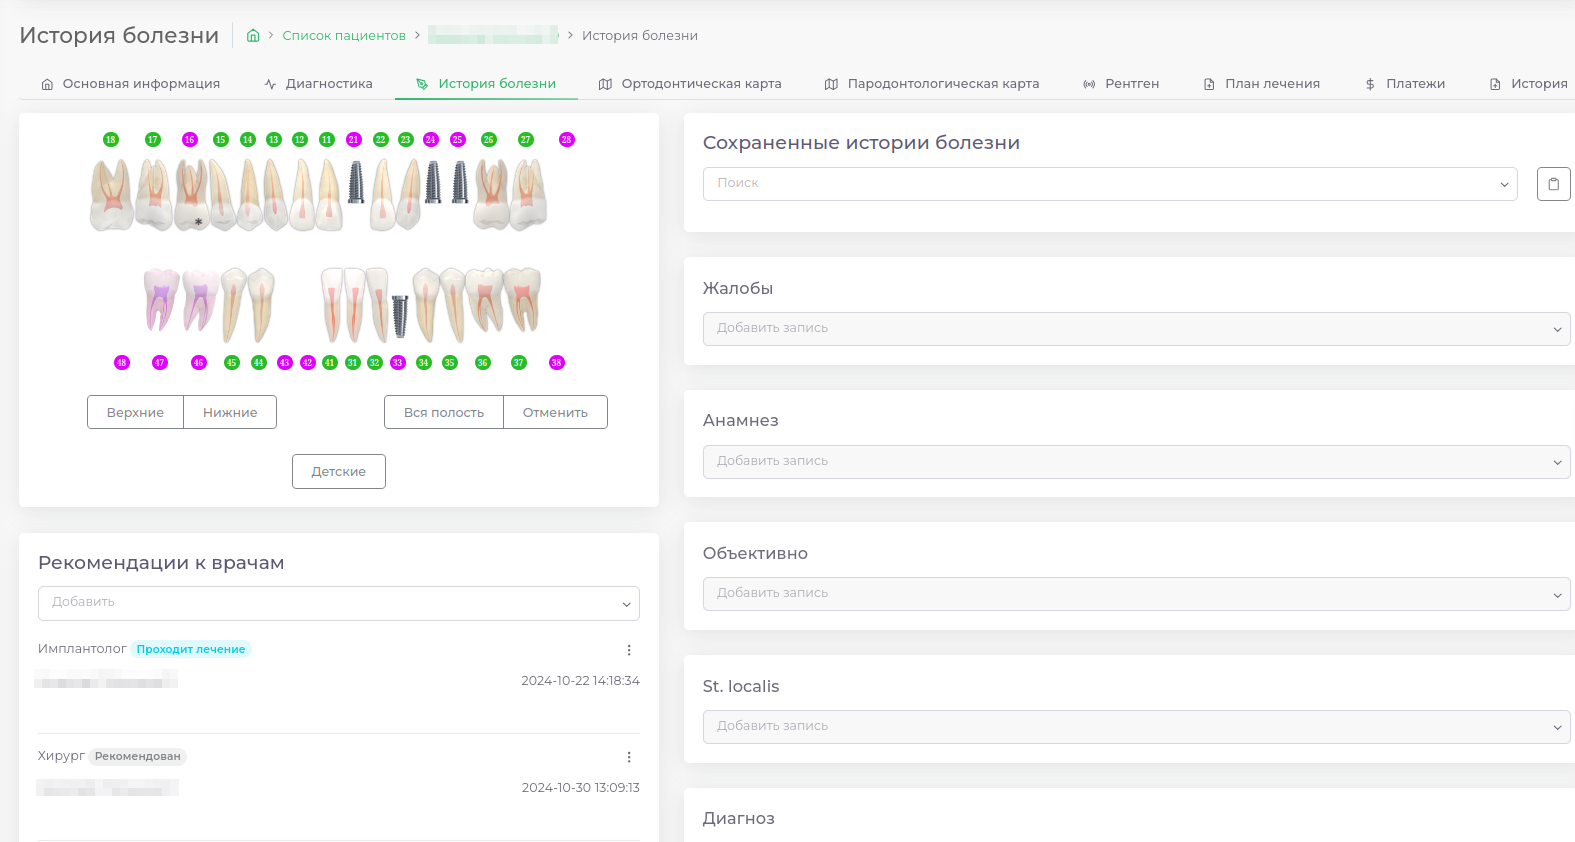 История болезни
Список пациентов
История болезни
Основная информация
Диагностика
История болезни
Ортодонтическая карта
Пародонтологическая карта
Рентген
План лечения
Платежи
История
18 17 16 15 14 13 12 11 21 22 23 24 25 26 27 28
*
48 47 46 45 44 43 42 41 31 32 33 34 35 36 37 38
Верхние
Нижние
Вся полость
Отменить
Детские
Рекомендации к врачам
Добавить
Имплантолог Проходит лечение
2024-10-22 14:18:34
Хирург Рекомендован
2024-10-30 13:09:13
Сохраненные истории болезни
Поиск
Жалобы
Добавить запись
Анамнез
Добавить запись
Объективно
Добавить запись
St. localis
Добавить запись
Диагноз